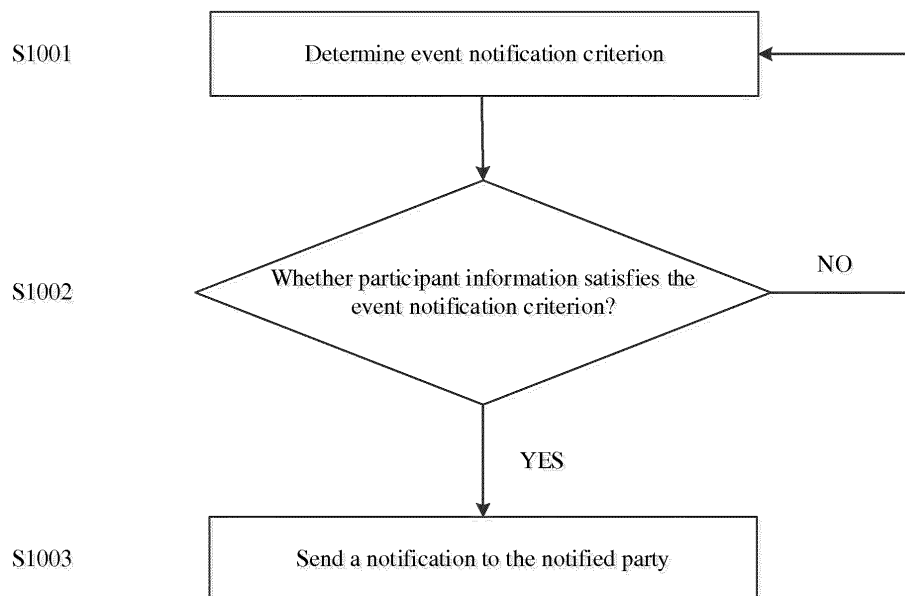 S1001
Determine event notification criterion
S1002
Whether participant information satisfies the
event notification criterion?
NO
YES
S1003
Send a notification to the notified party